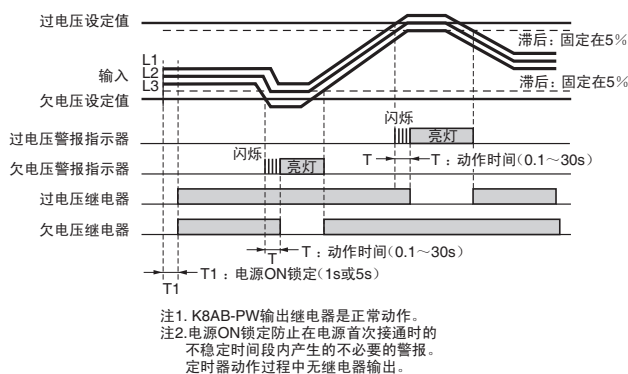 过电压设定值
滞后：固定在5%
L1
输入 L2
L3
滞后：固定在5%
欠电压设定值
闪烁
过电压警报指示器 亮灯
闪烁 T T：动作时间(0.1～30s)
欠电压警报指示器 亮灯
过电压继电器
欠电压继电器
T T：动作时间(0.1～30s)
T1：电源ON锁定(1s或5s)
T1
注1. K8AB-PW输出继电器是正常动作。
注2.电源ON锁定防止在电源首次接通时的
不稳定时间段内产生的不必要的警报。
定时器动作过程中无继电器输出。